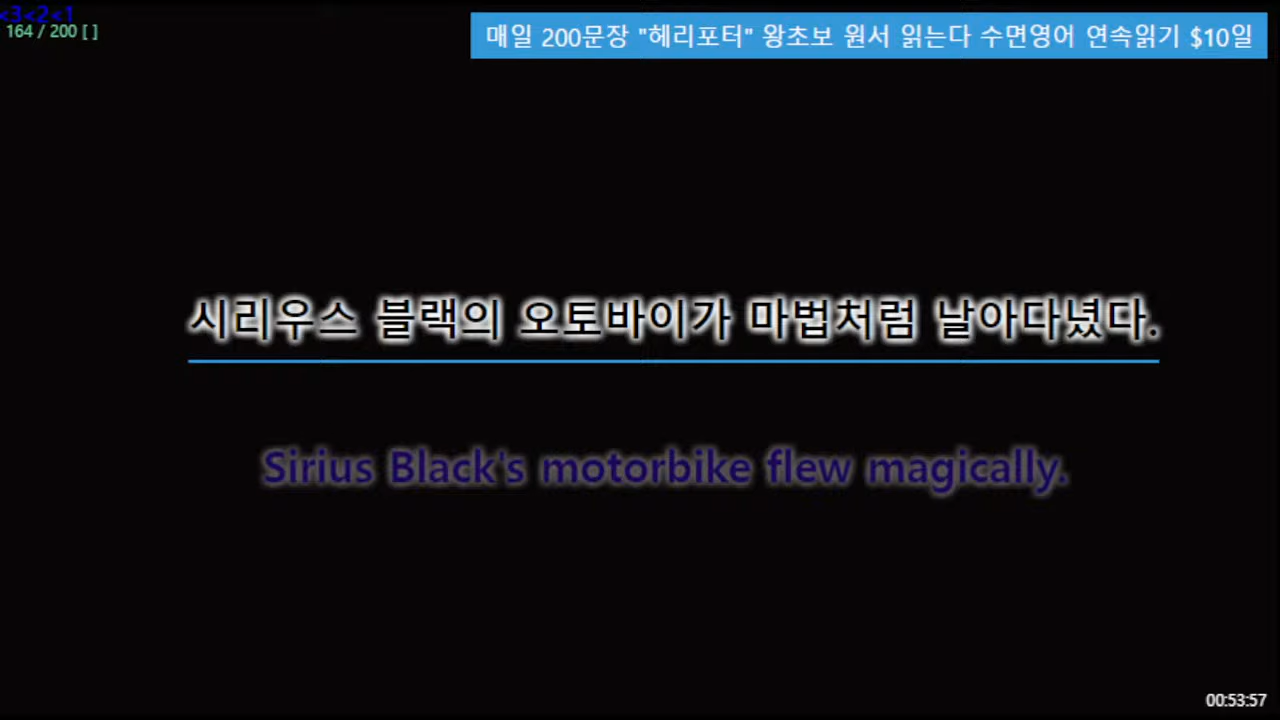 <3<2<1
164 / 200 [ ]
매일 200문장 "헤리포터" 왕초보 원서 읽는다 수면영어 연속읽기 $10일
시리우스 블랙의 오토바이가 마법처럼 날아다녔다.
Sirius Black's motorbike flew magically.
00:53:57